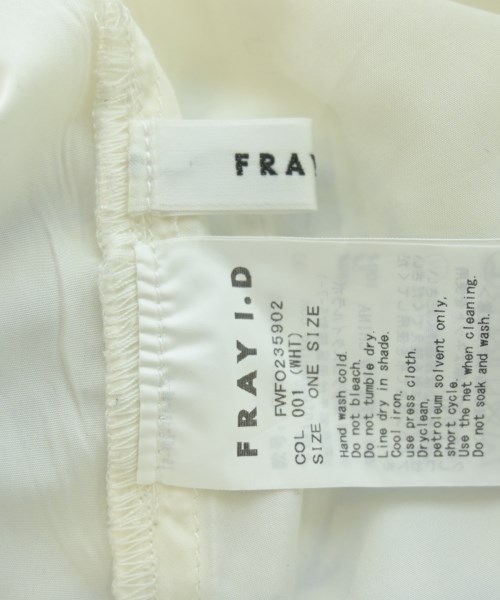 FRAY
FRAY I.D
FWFO235902
COL 001 (WHT)
SIZE ONE SIZE
Hand wash cold.
Do not bleach.
Do not tumble dry.
Line dry in shade.
Cool iron,
use press cloth.
Dryclean,
petroleum solvent only,
short cycle.
Use the net when cleaning.
Do not soak and wash.